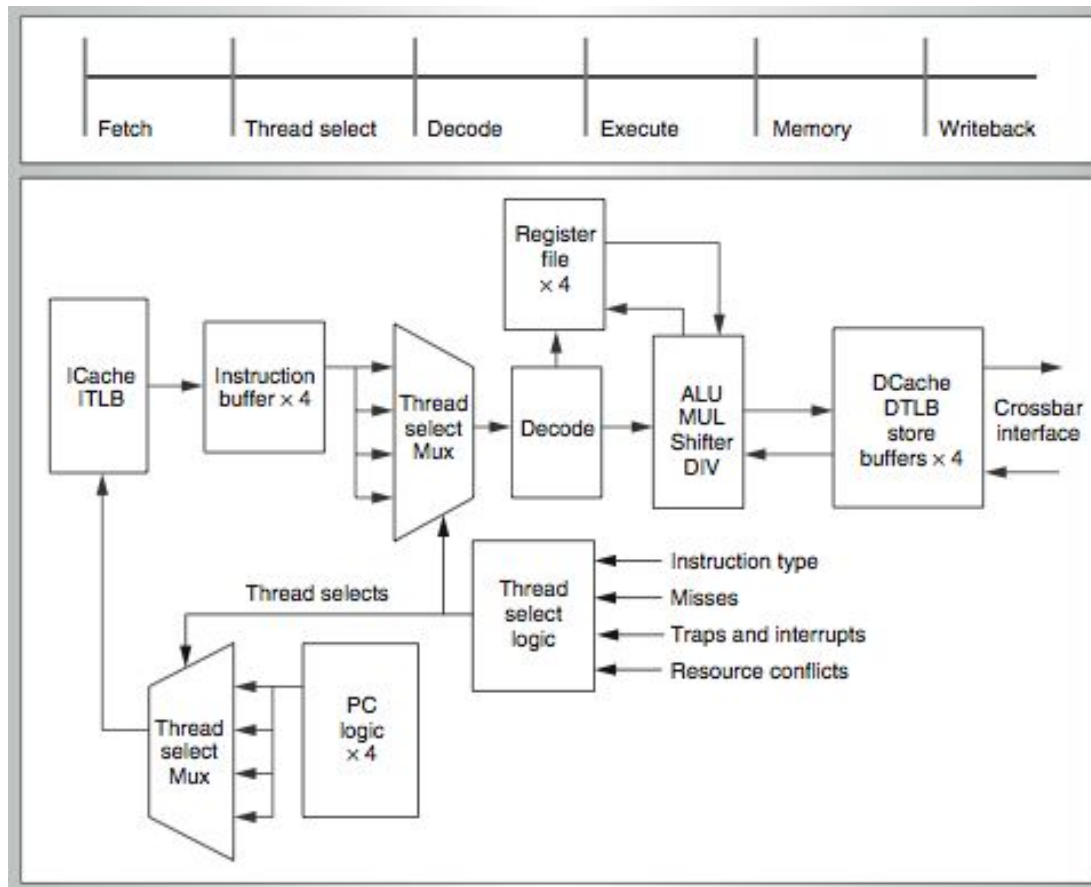 Fetch
Thread select
Decode
Execute
Memory
Writeback
Register
file
× 4
ICache
ITLB
Instruction
buffer × 4
Thread
select
Mux
Decode
ALU
MUL
Shifter
DIV
DCache
DTLB
store
buffers × 4
Crossbar
interface
Thread selects
Thread
select
logic
Instruction type
Misses
Traps and interrupts
Resource conflicts
Thread
select
Mux
PC
logic
× 4